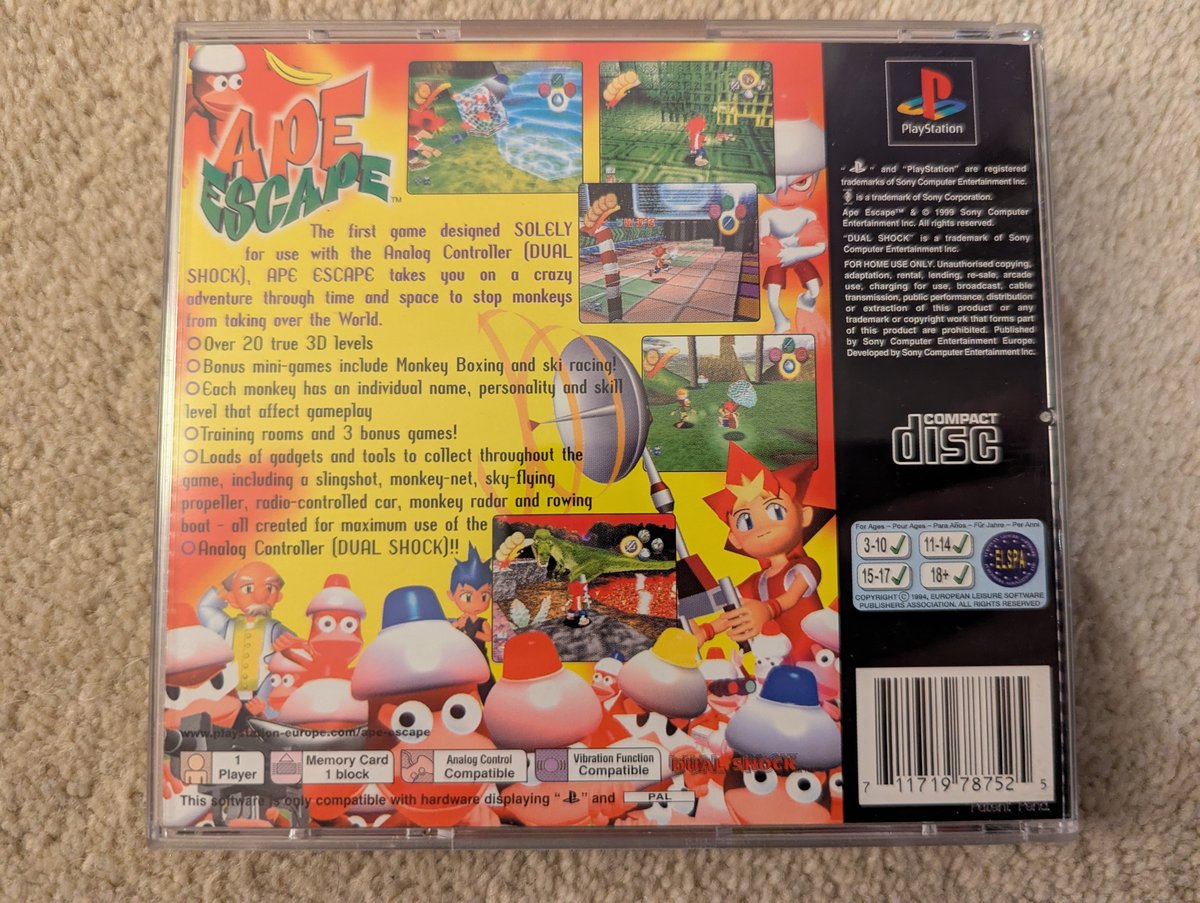 APE
ESCAPE™
The first game designed SOLELY
for use with the Analog Controller (DUAL
SHOCK), APE ESCAPE takes you on a crazy
adventure through time and space to stop monkeys
from taking over the World.
Over 20 true 3D levels
Bonus mini-games include Monkey Boxing and ski racing!
Each monkey has an individual name, personality and skill
level that affect gameplay
Training rooms and 3 bonus games!
Loads of gadgets and tools to collect throughout the
game, including a slingshot, monkey-net, sky-flying
propeller, radio-controlled car, monkey radar and rowing
boat - all created for maximum use of the
Analog Controller (DUAL SHOCK)!!
www.playstation-europe.com/ape-escape
1
Player
Memory Card
1 block
Analog Control
Compatible
Vibration Function
Compatible
DUAL SHOCK
This software is only compatible with hardware displaying " " and PAL
PlayStation
" " and "PlayStation" are registered
trademarks of Sony Computer Entertainment Inc.
is a trademark of Sony Corporation.
Ape Escape™ & © 1999 Sony Computer
Entertainment Inc. All rights reserved.
"DUAL SHOCK" is a trademark of Sony
Computer Entertainment Inc.
FOR HOME USE ONLY. Unauthorised copying,
adaptation, rental, lending, re-sale, arcade
use, charging for use, broadcast, cable
transmission, public performance, distribution
or extraction of this product or any
trademark or copyright work that forms part
of this product are prohibited. Published
by Sony Computer Entertainment Europe.
Developed by Sony Computer Entertainment Inc.
COMPACT
disc
For Ages – Pour Ages – Para Años – Für Jahre – Per Anni
3-10 11-14
15-17 18+
ELSPA
COPYRIGHT © 1994, EUROPEAN LEISURE SOFTWARE
PUBLISHERS ASSOCIATION. ALL RIGHTS RESERVED
7 11719 78752 5
Patent Pend.